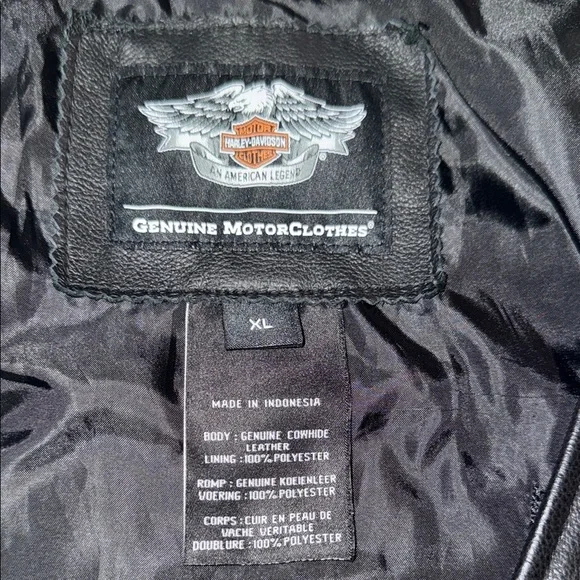 MOTOR
HARLEY-DAVIDSON
CLOTHES
AN AMERICAN LEGEND
GENUINE MOTORCLOTHES®
XL
MADE IN INDONESIA
BODY : GENUINE COWHIDE
LEATHER
LINING : 100% POLYESTER
ROMP : GENUINE KOEIENLEER
VOERING : 100% POLYESTER
CORPS : CUIR EN PEAU DE
VACHE VERITABLE
DOUBLURE : 100% POLYESTER